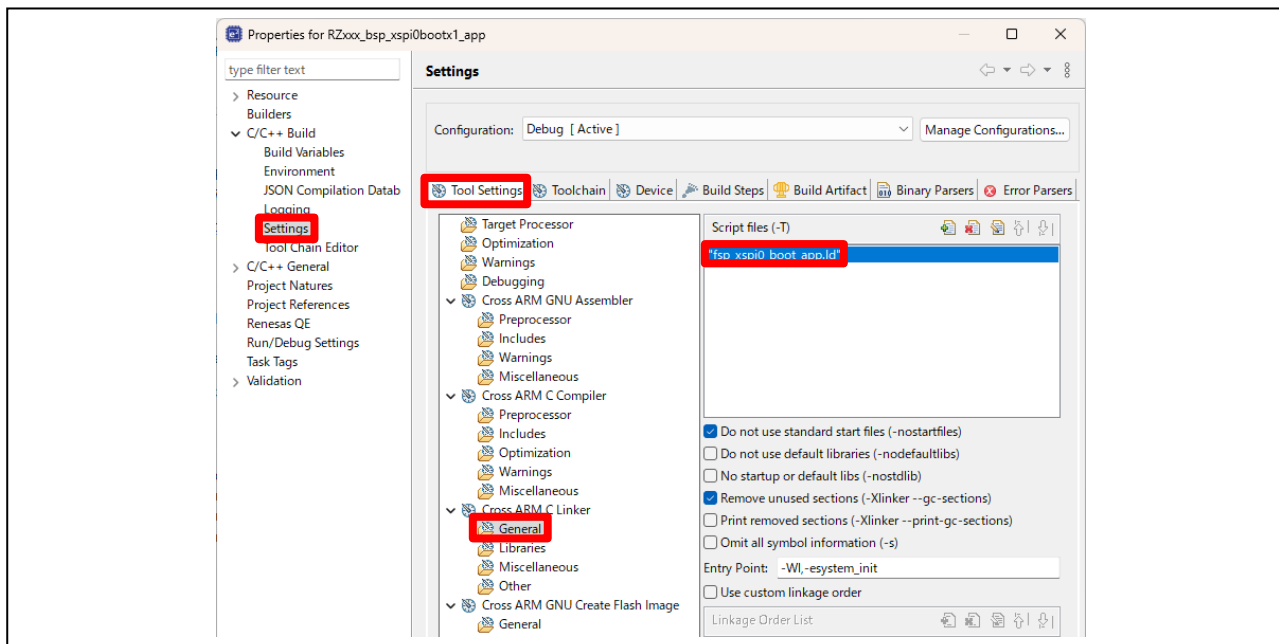 Properties for RZxxx_bsp_xspi0bootx1_app
type filter text
Resource
Builders
C/C++ Build
Build Variables
Environment
JSON Compilation Datab
Logging
Settings
Tool Chain Editor
C/C++ General
Project Natures
Project References
Renesas QE
Run/Debug Settings
Task Tags
Validation
Settings
Configuration: Debug [ Active ]
Manage Configurations...
Tool Settings Toolchain Device Build Steps Build Artifact Binary Parsers Error Parsers
Target Processor
Optimization
Warnings
Debugging
Cross ARM GNU Assembler
Preprocessor
Includes
Warnings
Miscellaneous
Cross ARM C Compiler
Preprocessor
Includes
Optimization
Warnings
Miscellaneous
Cross ARM C Linker
General
Libraries
Miscellaneous
Other
Cross ARM GNU Create Flash Image
General
Script files (-T)
"fsp_xspi0_boot_app.ld"
Do not use standard start files (-nostartfiles)
Do not use default libraries (-nodefaultlibs)
No startup or default libs (-nostdlib)
Remove unused sections (-Xlinker --gc-sections)
Print removed sections (-Xlinker --print-gc-sections)
Omit all symbol information (-s)
Entry Point: -Wl,-esystem_init
Use custom linkage order
Linkage Order List